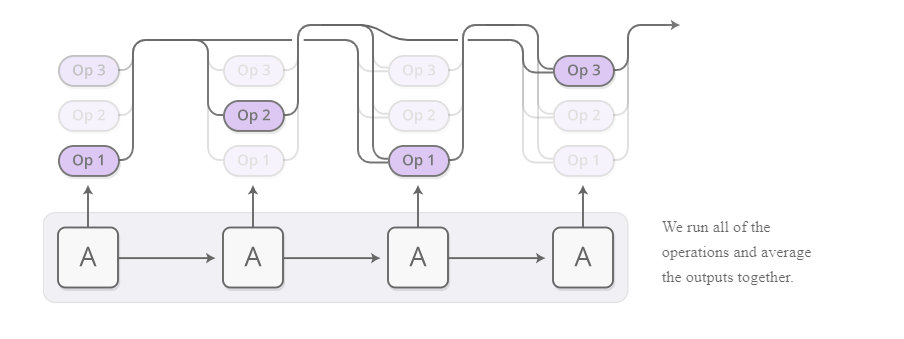 Op 3
Op 3
Op 3
Op 3
Op 2
Op 2
Op 2
Op 2
Op 1
Op 1
Op 1
Op 1
A
A
A
A
We run all of the
operations and average
the outputs together.